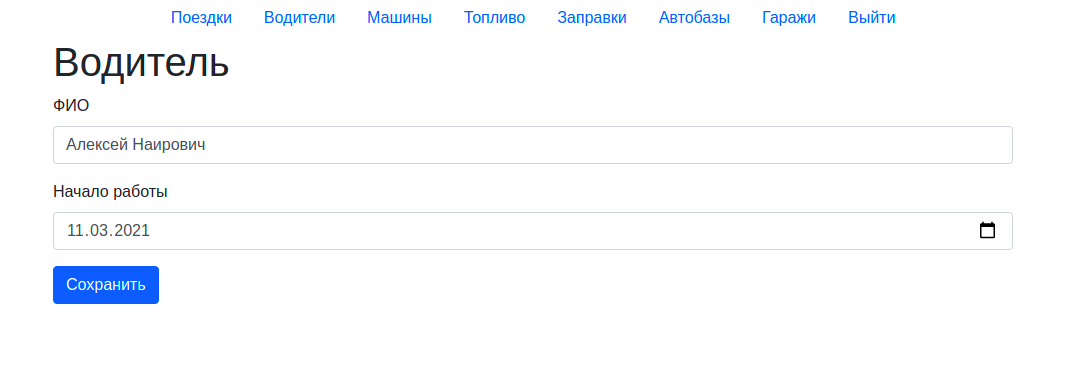 Поездки Водители Машины Топливо Заправки Автобазы Гаражи Выйти
Водитель
ФИО
Алексей Наирович
Начало работы
11.03.2021
Сохранить